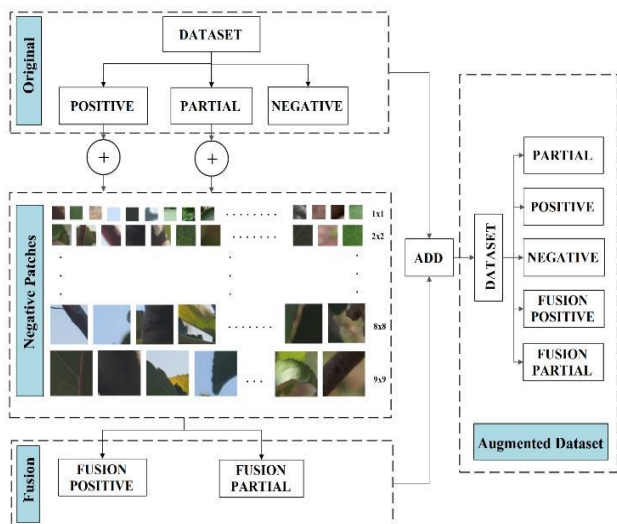 Original
DATASET
POSITIVE
PARTIAL
NEGATIVE
+
+
Negative Patches
1x1
2x2
8x8
9x9
Fusion
FUSION
POSITIVE
FUSION
PARTIAL
ADD
DATASET
PARTIAL
POSITIVE
NEGATIVE
FUSION
POSITIVE
FUSION
PARTIAL
Augmented Dataset